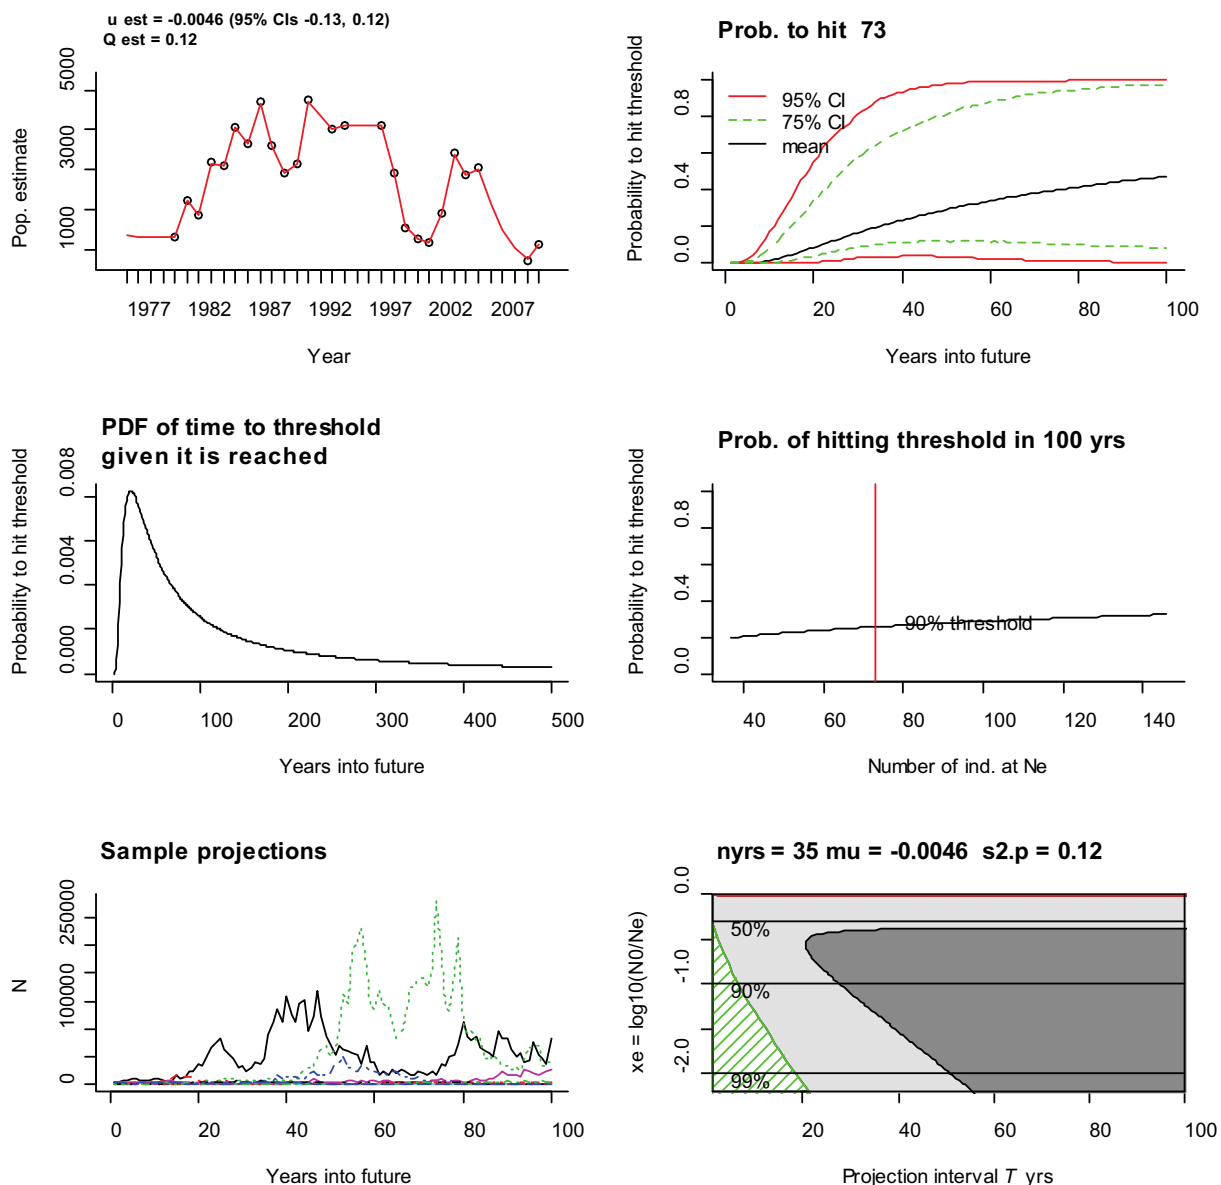 u est = -0.0046 (95% CIs -0.13, 0.12)
Q est = 0.12
Pop. estimate
5000
3000
1000
1977 1982 1987 1992 1997 2002 2007
Year
Prob. to hit 73
Probability to hit threshold
0.8
0.4
0.0
95% CI
75% CI
mean
0 20 40 60 80 100
Years into future
PDF of time to threshold
given it is reached
Probability to hit threshold
0.008
0.004
0.000
0 100 200 300 400 500
Years into future
Prob. of hitting threshold in 100 yrs
Probability to hit threshold
0.8
0.4
0.0
90% threshold
40 60 80 100 120 140
Number of ind. at Ne
Sample projections
N
250000
100000
0
0 20 40 60 80 100
Years into future
nyrs = 35 mu = -0.0046 s2.p = 0.12
xe = log10(N0/Ne)
0.0
-1.0
-2.0
50%
90%
99%
20 40 60 80 100
Projection interval T yrs